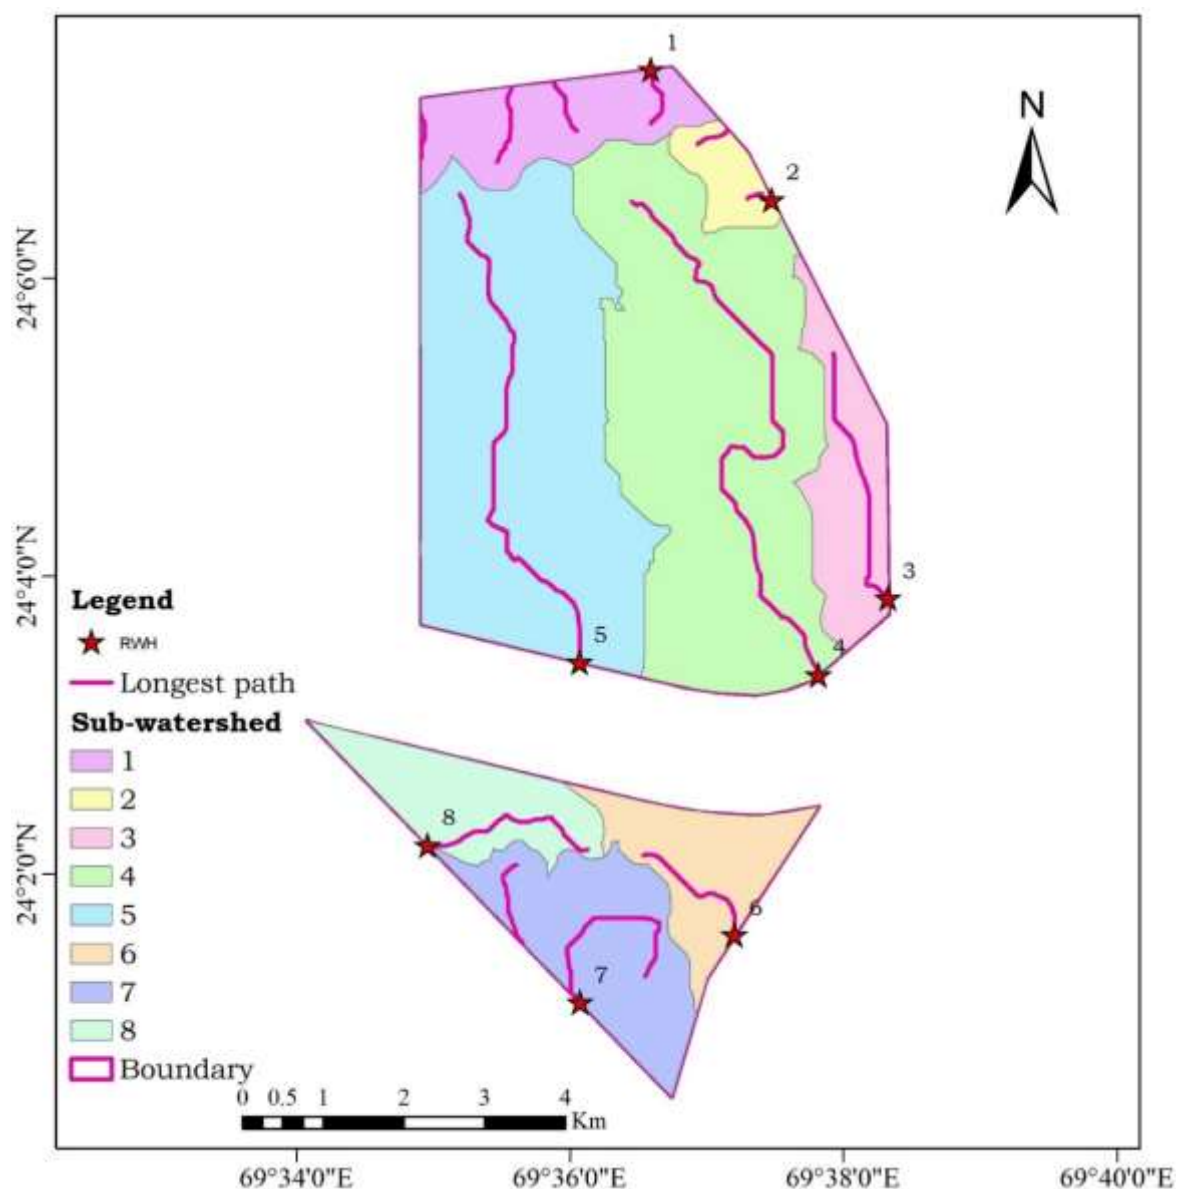 1
N
2
24°6'0"N
3
24°4'0"N
Legend
RWH
5
4
Longest path
Sub-watershed
1
2
3
8
4
24°2'0"N
5
6
6
7
7
8
Boundary
0 0.5 1 2 3 4
Km
69°34'0"E 69°36'0"E 69°38'0"E 69°40'0"E